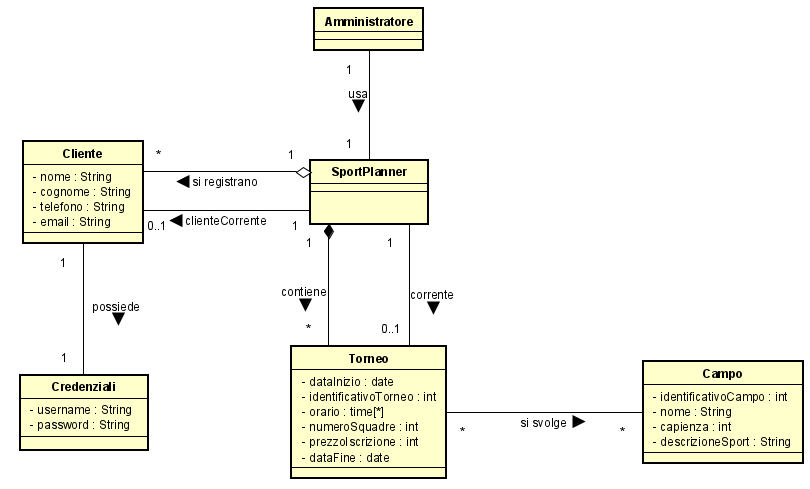 Amministratore
1
usa
1
Cliente
- nome : String
- cognome : String
- telefono : String
- email : String
*
1
si registrano
SportPlanner
0..1
clienteCorrente
1
1
1
1
possiede
1
contiene
corrente
*
0..1
Credenziali
- username : String
- password : String
Torneo
- dataInizio : date
- identificativoTorneo : int
- orario : time[*]
- numeroSquadre : int
- prezzoIscrizione : int
- dataFine : date
*
si svolge
*
Campo
- identificativoCampo : int
- nome : String
- capienza : int
- descrizioneSport : String